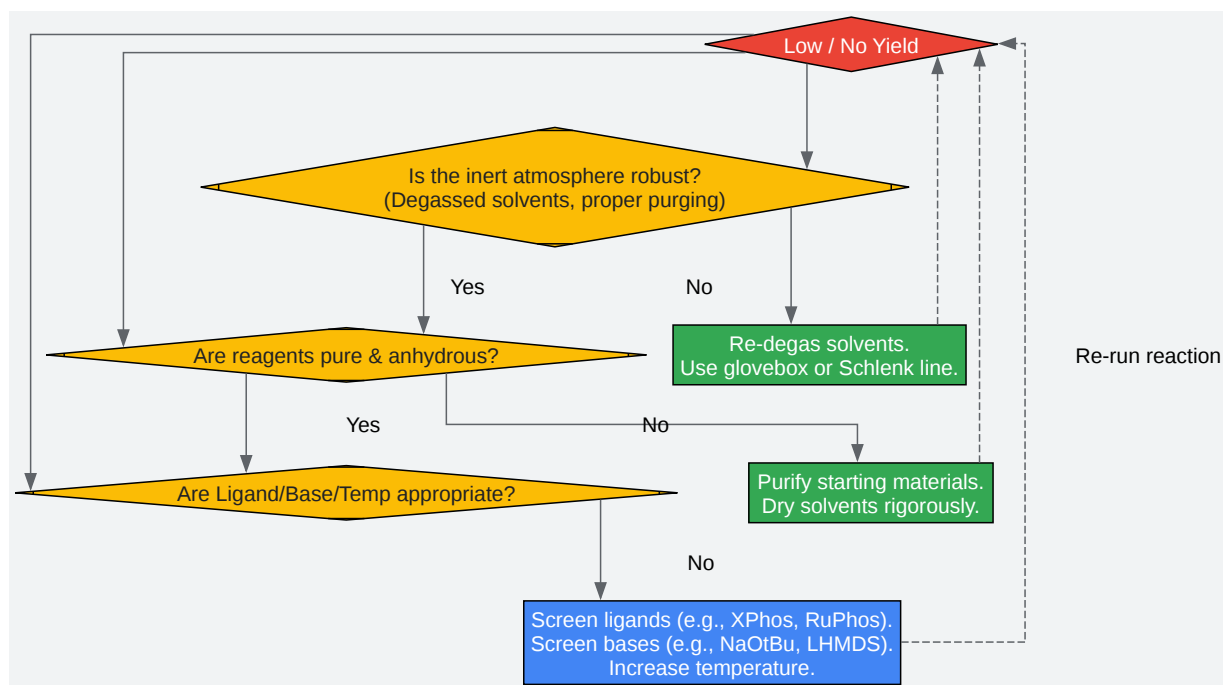 Low / No Yield
Is the inert atmosphere robust?
(Degassed solvents, proper purging)
Yes
No
Re-degas solvents.
Use glovebox or Schlenk line.
Are reagents pure & anhydrous?
Re-run reaction
Yes
No
Purify starting materials.
Dry solvents rigorously.
Are Ligand/Base/Temp appropriate?
No
Screen ligands (e.g., XPhos, RuPhos).
Screen bases (e.g., NaOtBu, LHMDS).
Increase temperature.